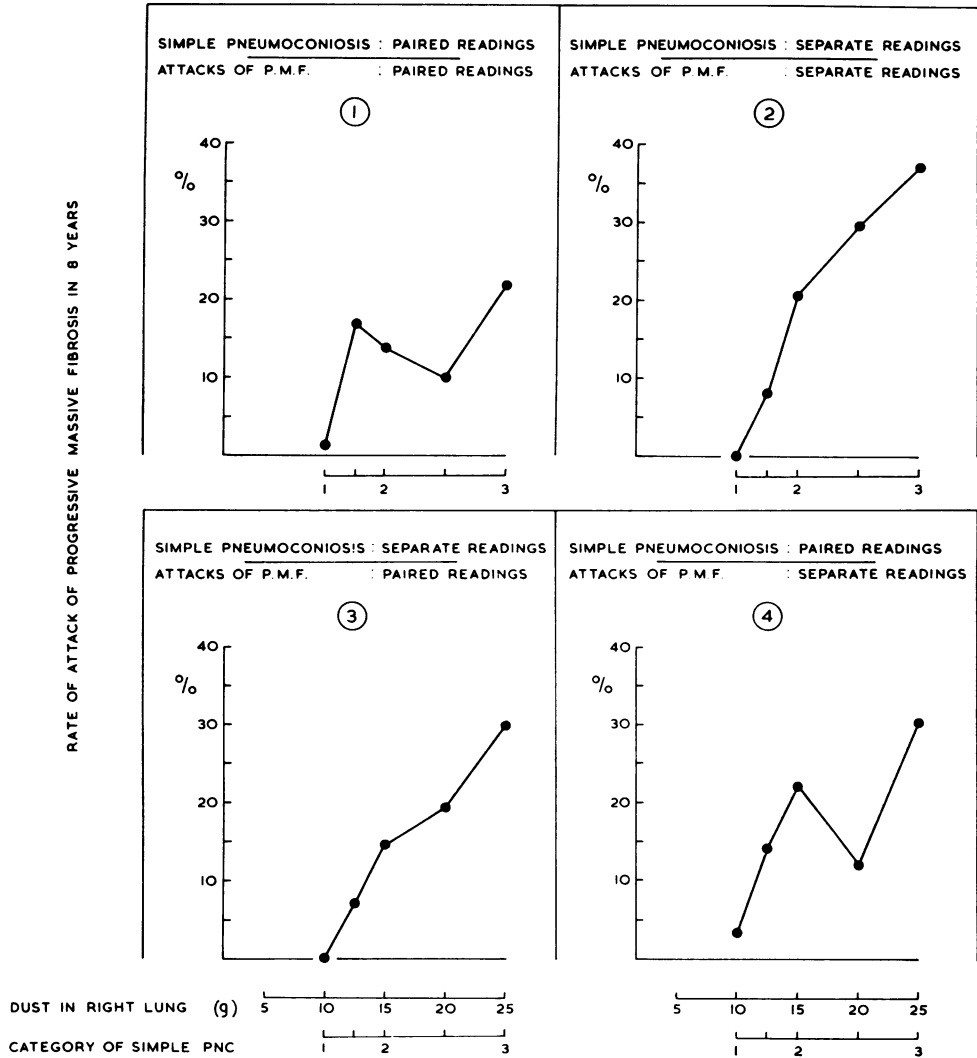 RATE OF ATTACK OF PROGRESSIVE MASSIVE FIBROSIS IN 8 YEARS
SIMPLE PNEUMOCONIOSIS : PAIRED READINGS
ATTACKS OF P.M.F. : PAIRED READINGS
1
40
%
30
20
10
1 2 3
SIMPLE PNEUMOCONIOSIS : SEPARATE READINGS
ATTACKS OF P.M.F. : SEPARATE READINGS
2
40
%
30
20
10
1 2 3
SIMPLE PNEUMOCONIOSIS : SEPARATE READINGS
ATTACKS OF P.M.F. : PAIRED READINGS
3
40
%
30
20
10
SIMPLE PNEUMOCONIOSIS : PAIRED READINGS
ATTACKS OF P.M.F. : SEPARATE READINGS
4
40
%
30
20
10
DUST IN RIGHT LUNG (g) 5 10 15 20 25 5 10 15 20 25
CATEGORY OF SIMPLE PNC 1 2 3 1 2 3